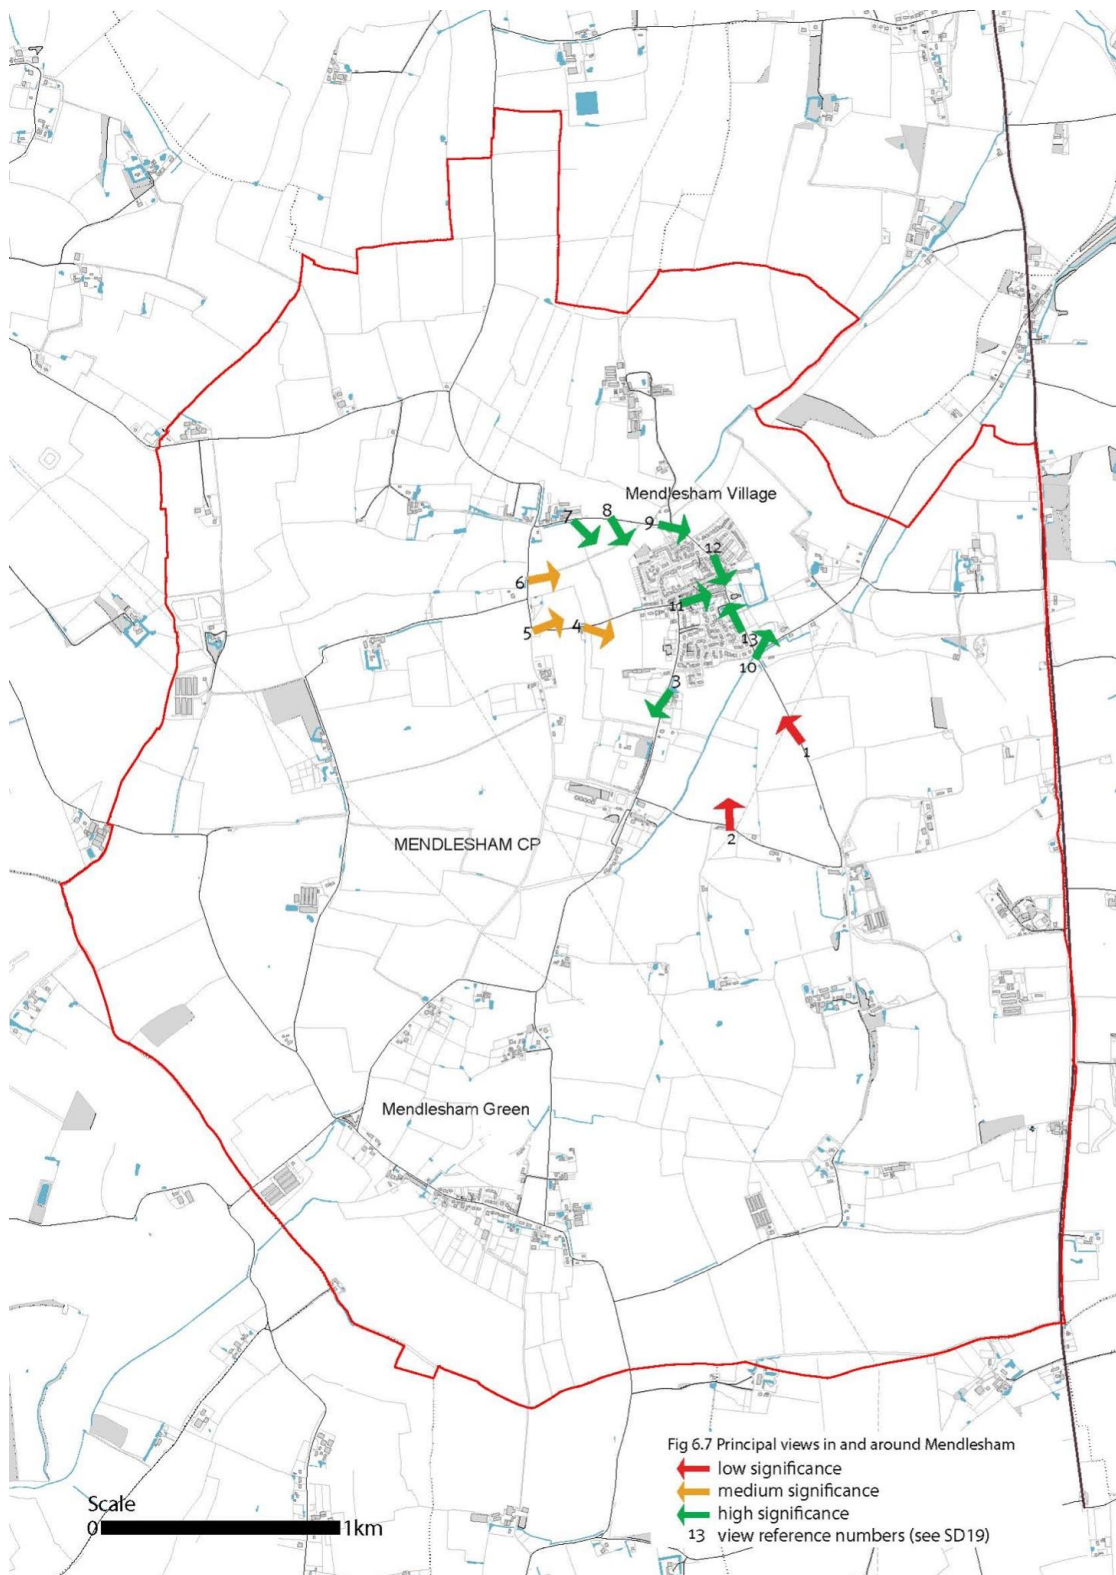 Mendlesham Village
7
8
9
12
6
11
5
4
13
10
3
1
2
MENDLESHAM CP
Mendlesham Green
Fig 6.7 Principal views in and around Mendlesham
low significance
medium significance
high significance
13 view reference numbers (see SD19)
Scale
0 1km